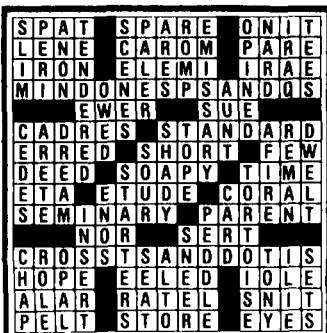 SPAT SPARE ONIT
LENE CAROM PARE
IRON ELEMI IRAE
MINDONESPSANDQS
EWER SUE
CADRES STANDARD
ERRED SHORT FEW
DEED SOAPY TIME
ETA ETUDE CORAL
SEMINARY PARENT
NOR SERT
CROSSTSANDDOTIS
HOPE EELED IOLE
ALAR RATEL SNIT
PELT STORE EYES